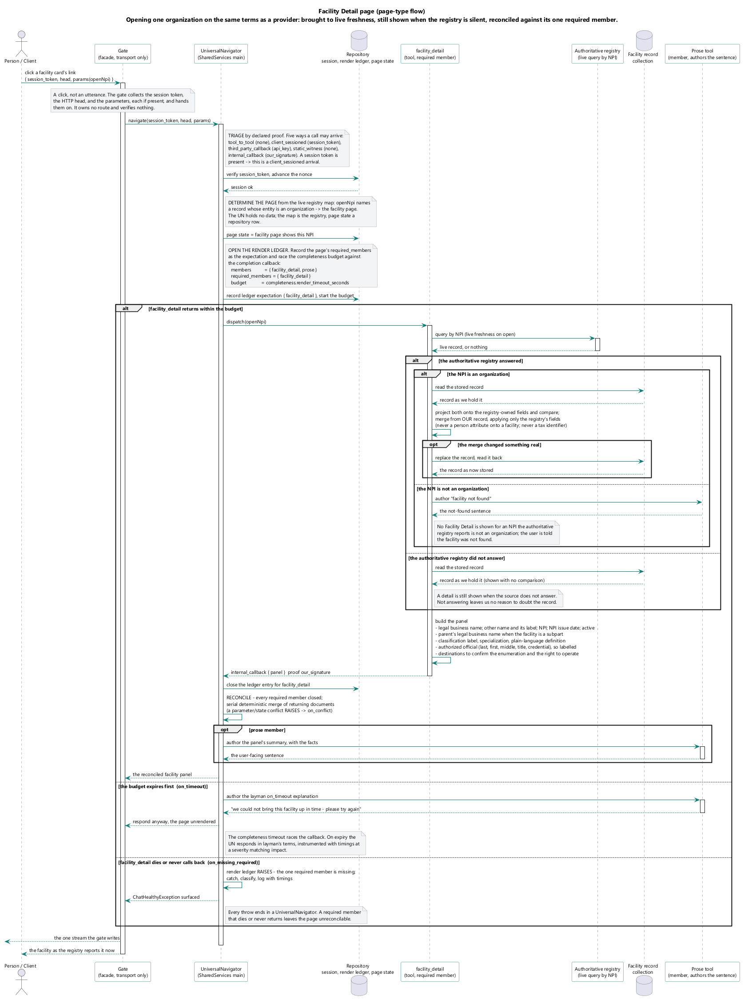 Facility Detail page (page-type flow)
Opening one organization on the same terms as a provider: brought to live freshness, still shown when the registry is silent, reconciled against its one required member.
Person / Client
Gate
(facade, transport only)
UniversalNavigator
(SharedServices main)
Repository
session, render ledger, page state
facility_detail
(tool, required member)
Authoritative registry
(live query by NPI)
Facility record
collection
Prose tool
(member, authors the sentence)
click a facility card's link
{ session_token, head, params(openNpi) }
A click, not an utterance. The gate collects the session token,
the HTTP head, and the parameters, each if present, and hands
them on. It owns no route and verifies nothing.
navigate(session_token, head, params)
TRIAGE by declared proof. Five ways a call may arrive:
tool_to_tool (none), client_sessioned (session_token),
third_party_callback (api_key), static_witness (none),
internal_callback (our_signature). A session token is
present -> this is a client_sessioned arrival.
verify session_token, advance the nonce
session ok
DETERMINE THE PAGE from the live registry map: openNpi names
a record whose entity is an organization -> the facility page.
The UN holds no data; the map is the registry, page state a
repository row.
page state = facility page shows this NPI
OPEN THE RENDER LEDGER. Record the page's required_members
as the expectation and race the completeness budget against
the completion callback:
members = { facility_detail, prose }
required_members = { facility_detail }
budget = completeness.render_timeout_seconds
record ledger expectation { facility_detail }, start the budget
alt [facility_detail returns within the budget]
dispatch(openNpi)
query by NPI (live freshness on open)
live record, or nothing
alt [the authoritative registry answered]
alt [the NPI is an organization]
read the stored record
record as we hold it
project both onto the registry-owned fields and compare;
merge from OUR record, applying only the registry's fields
(never a person attribute onto a facility; never a tax identifier)
opt [the merge changed something real]
replace the record, read it back
the record as now stored
[the NPI is not an organization]
author "facility not found"
the not-found sentence
No Facility Detail is shown for an NPI the authoritative
registry reports is not an organization; the user is told
the facility was not found.
[the authoritative registry did not answer]
read the stored record
record as we hold it (shown with no comparison)
A detail is still shown when the source does not answer.
Not answering leaves us no reason to doubt the record.
build the panel
- legal business name; other name and its label; NPI; NPI issue date; active
- parent's legal business name when the facility is a subpart
- classification label, specialization, plain-language definition
- authorized official (last, first, middle, title, credential), so labelled
- destinations to confirm the enumeration and the right to operate
internal_callback { panel } proof our_signature
close the ledger entry for facility_detail
RECONCILE - every required member closed;
serial deterministic merge of returning documents
(a parameter/state conflict RAISES -> on_conflict)
opt [prose member]
author the panel's summary, with the facts
the user-facing sentence
the reconciled facility panel
[the budget expires first (on_timeout)]
author the layman on_timeout explanation
"we could not bring this facility up in time - please try again"
respond anyway, the page unrendered
The completeness timeout races the callback. On expiry the
UN responds in layman's terms, instrumented with timings at
a severity matching impact.
[facility_detail dies or never calls back (on_missing_required)]
render ledger RAISES - the one required member is missing;
catch, classify, log with timings
ChatHealthyException surfaced
Every throw ends in a UniversalNavigator. A required member
that dies or never returns leaves the page unreconcilable.
the one stream the gate writes
the facility as the registry reports it now
Person / Client
Gate
(facade, transport only)
UniversalNavigator
(SharedServices main)
Repository
session, render ledger, page state
facility_detail
(tool, required member)
Authoritative registry
(live query by NPI)
Facility record
collection
Prose tool
(member, authors the sentence)